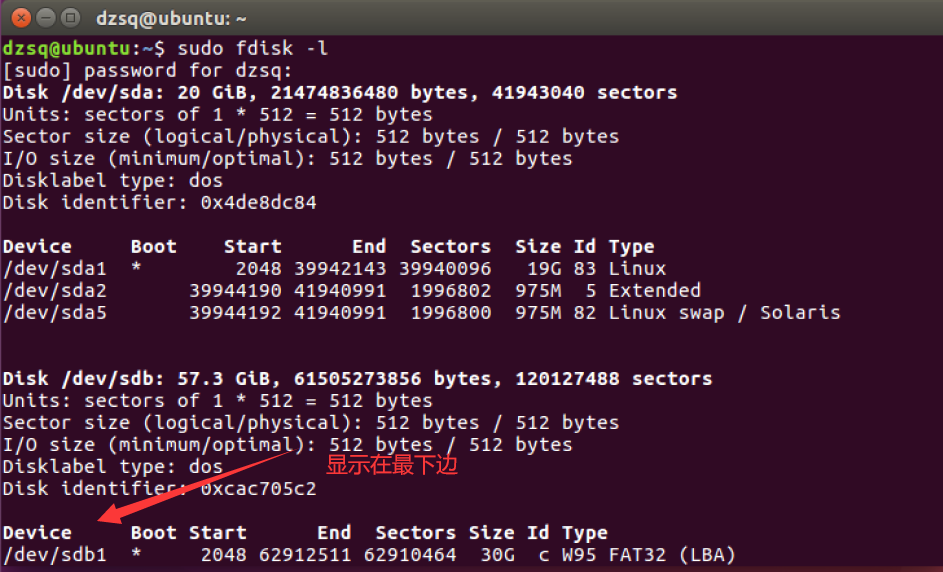 dzsq@ubuntu: ~
dzsq@ubuntu:~$ sudo fdisk -l
[sudo] password for dzsq:
Disk /dev/sda: 20 GiB, 21474836480 bytes, 41943040 sectors
Units: sectors of 1 * 512 = 512 bytes
Sector size (logical/physical): 512 bytes / 512 bytes
I/O size (minimum/optimal): 512 bytes / 512 bytes
Disklabel type: dos
Disk identifier: 0x4de8dc84
Device     Boot    Start      End  Sectors  Size Id Type
/dev/sda1  *        2048 39942143 39940096   19G 83 Linux
/dev/sda2       39944190 41940991  1996802  975M  5 Extended
/dev/sda5       39944192 41940991  1996800  975M 82 Linux swap / Solaris
Disk /dev/sdb: 57.3 GiB, 61505273856 bytes, 120127488 sectors
Units: sectors of 1 * 512 = 512 bytes
Sector size (logical/physical): 512 bytes / 512 bytes
I/O size (minimum/optimal): 512 bytes / 512 bytes
显示在最下边
Disklabel type: dos
Disk identifier: 0xcac705c2
Device     Boot Start      End  Sectors Size Id Type
/dev/sdb1  *     2048 62912511 62910464  30G  c W95 FAT32 (LBA)